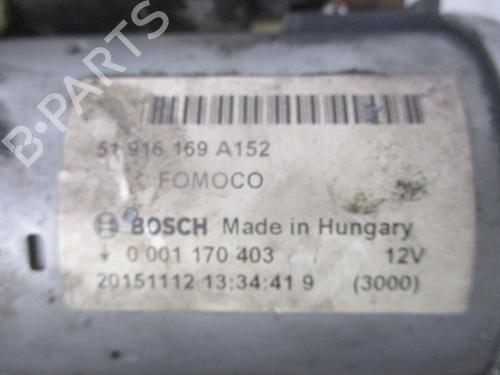 B-PARTS
51 916 169 A152
FOMOCO
BOSCH Made in Hungary
0 001 170 403 12V
20151112 13:34:41 9 (3000)